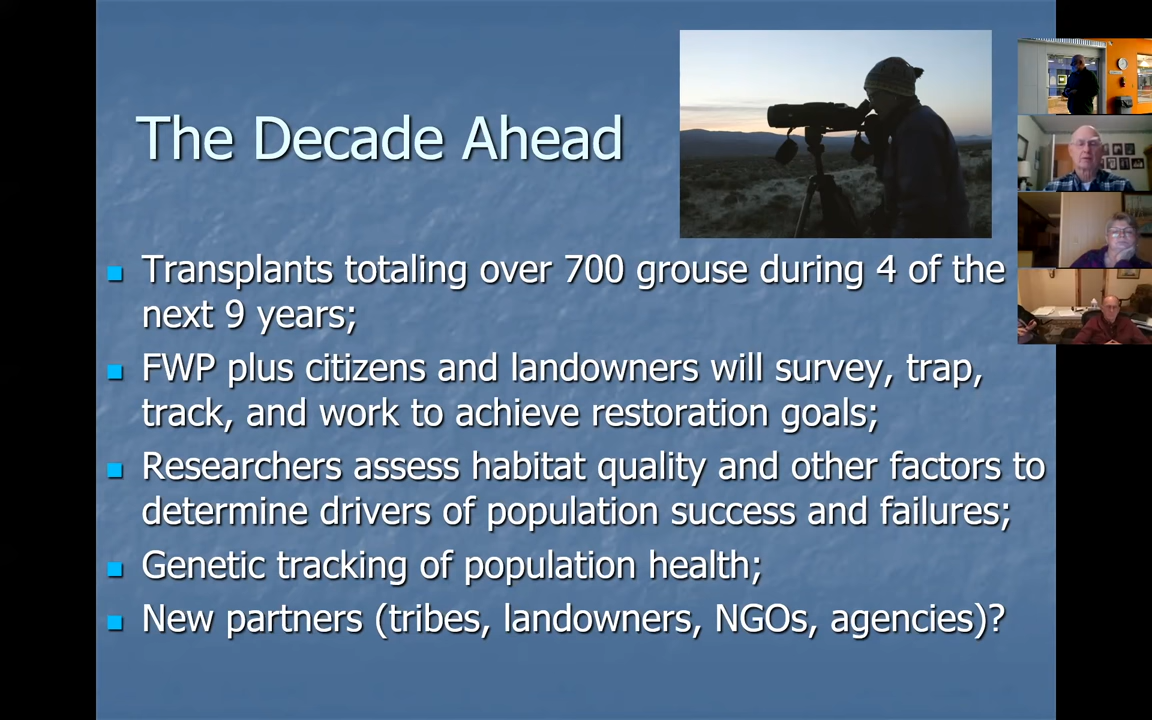 The Decade Ahead
Transplants totaling over 700 grouse during 4 of the
next 9 years;
FWP plus citizens and landowners will survey, trap,
track, and work to achieve restoration goals;
Researchers assess habitat quality and other factors to
determine drivers of population success and failures;
Genetic tracking of population health;
New partners (tribes, landowners, NGOs, agencies)?